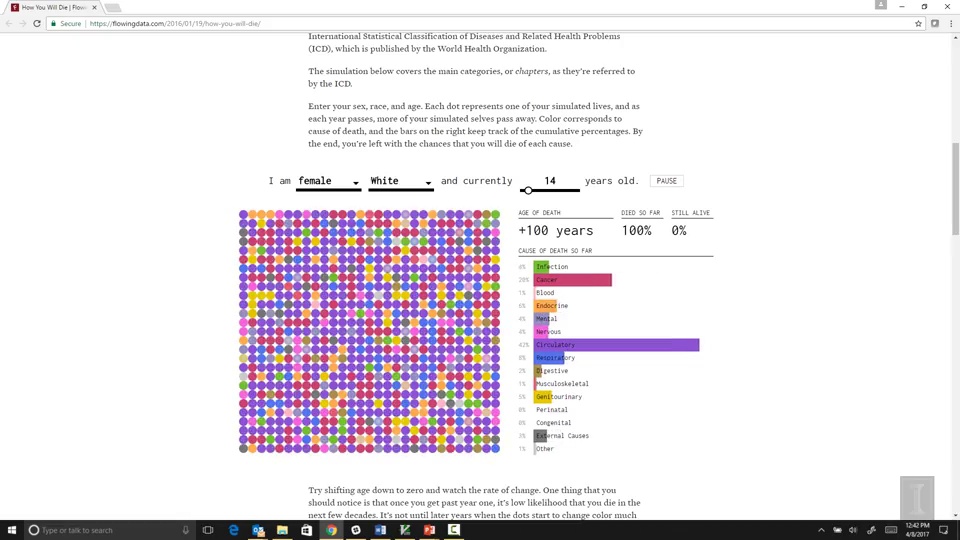 How You Will Die | Flow
Secure | https://flowingdata.com/2016/01/19/how-you-will-die/
International Statistical Classification of Diseases and Related Health Problems
(ICD), which is published by the World Health Organization.
The simulation below covers the main categories, or chapters, as they're referred to
by the ICD.
Enter your sex, race, and age. Each dot represents one of your simulated lives, and as
each year passes, more of your simulated selves pass away. Color corresponds to
cause of death, and the bars on the right keep track of the cumulative percentages. By
the end, you're left with the chances that you will die of each cause.
I am female White and currently 14 years old. PAUSE
AGE OF DEATH DIED SO FAR STILL ALIVE
+100 years 100% 0%
CAUSE OF DEATH SO FAR
Infection
20% Cancer
1% Blood
6% Endocrine
4% Mental
4% Nervous
42% Circulatory
8% Respiratory
2% Digestive
1% Musculoskeletal
5% Genitourinary
0% Perinatal
0% Congenital
3% External Causes
1% Other
Try shifting age down to zero and watch the rate of change. One thing that you
should notice is that once you get past year one, it's low likelihood that you die in the
next few decades. It's not until later years when the dots start to change color much
Type or talk to search
12:42 PM
4/8/2017